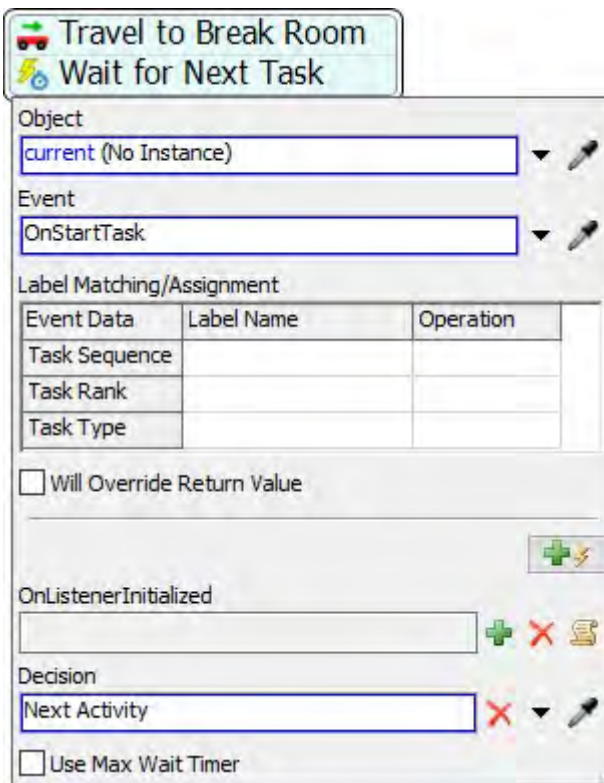 Travel to Break Room
Wait for Next Task
Object
current (No Instance)
Event
OnStartTask
Label Matching/Assignment
Event Data Label Name Operation
Task Sequence
Task Rank
Task Type
Will Override Return Value
OnListenerInitialized
Decision
Next Activity
Use Max Wait Timer